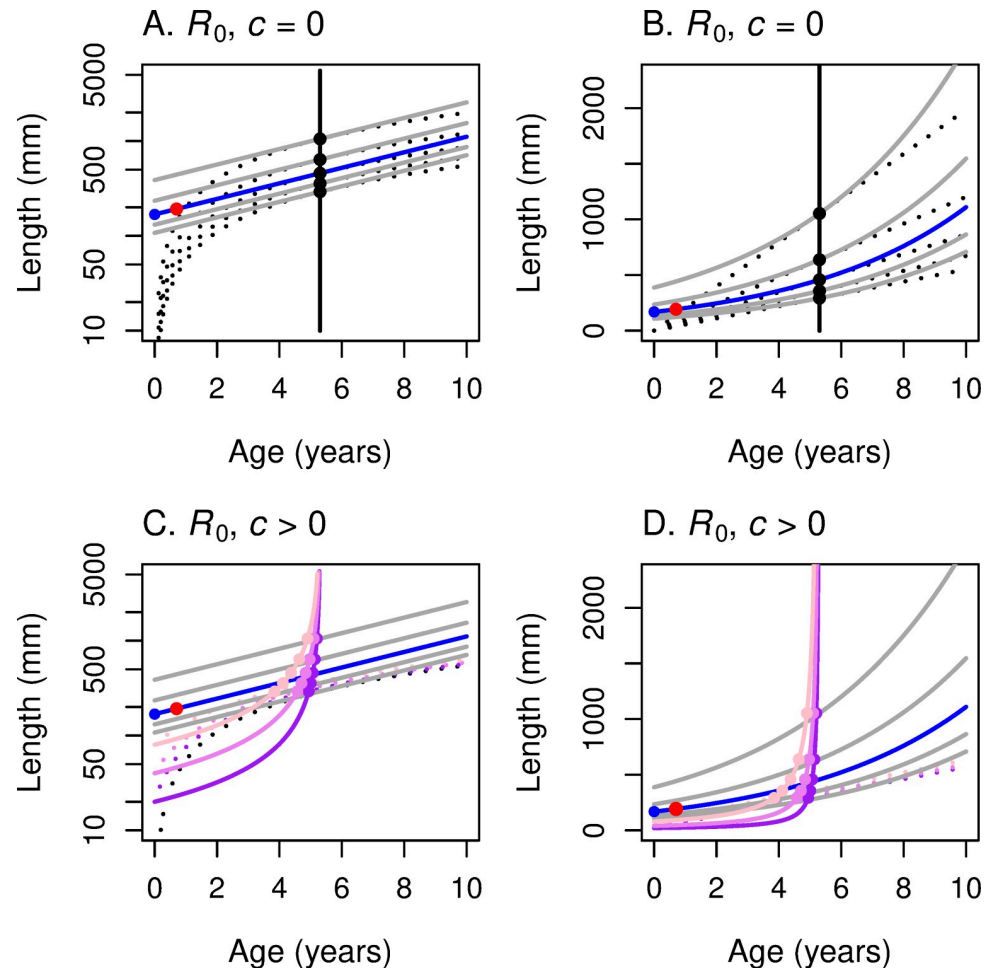 A. R₀, c = 0
Length (mm)
5000
500
50
10
0 2 4 6 8 10
Age (years)
B. R₀, c = 0
Length (mm)
2000
1000
0
0 2 4 6 8 10
Age (years)
C. R₀, c > 0
Length (mm)
5000
500
50
10
0 2 4 6 8 10
Age (years)
D. R₀, c > 0
Length (mm)
2000
1000
0
0 2 4 6 8 10
Age (years)